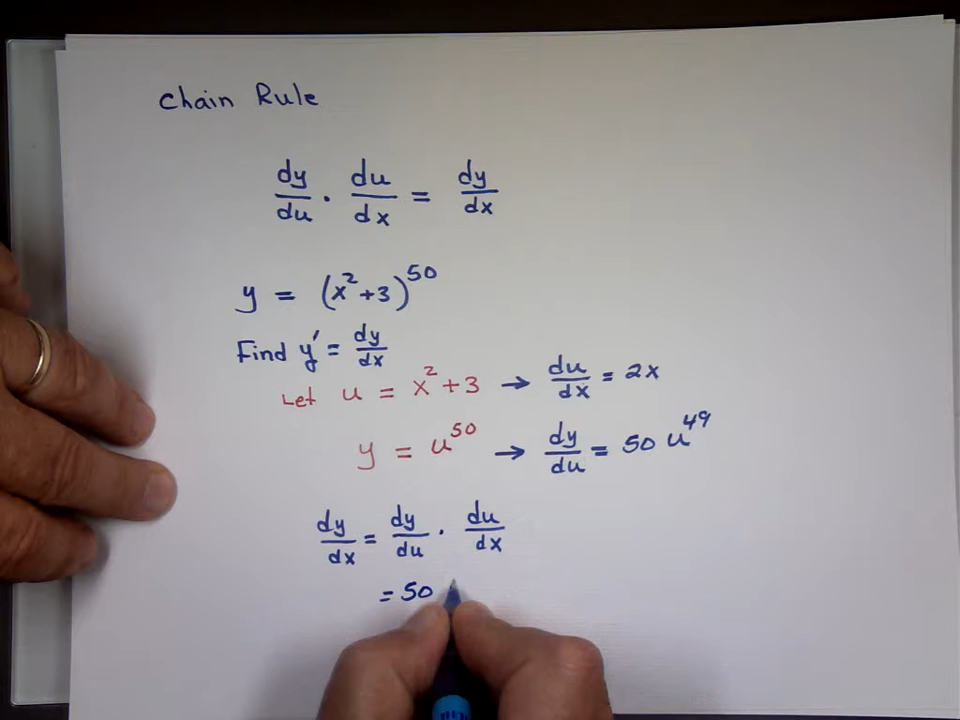 Chain Rule
dy/du · du/dx = dy/dx
y = (x²+3)⁵⁰
Find y' = dy/dx
Let u = x²+3 → du/dx = 2x
y = u⁵⁰ → dy/du = 50 u⁴⁹
dy/dx = dy/du · du/dx
= 50